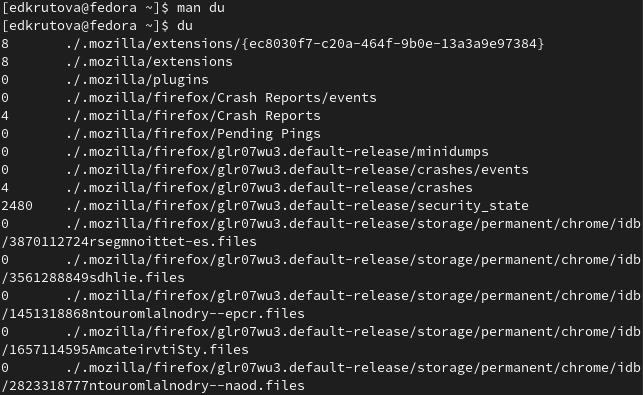 [edkrutova@fedora ~]$ man du
[edkrutova@fedora ~]$ du
8 ./.mozilla/extensions/{ec8030f7-c20a-464f-9b0e-13a3a9e97384}
8 ./.mozilla/extensions
0 ./.mozilla/plugins
0 ./.mozilla/firefox/Crash Reports/events
4 ./.mozilla/firefox/Crash Reports
0 ./.mozilla/firefox/Pending Pings
0 ./.mozilla/firefox/glr07wu3.default-release/minidumps
0 ./.mozilla/firefox/glr07wu3.default-release/crashes/events
4 ./.mozilla/firefox/glr07wu3.default-release/crashes
2480 ./.mozilla/firefox/glr07wu3.default-release/security_state
0 ./.mozilla/firefox/glr07wu3.default-release/storage/permanent/chrome/idb
/3870112724rsegmnoittet-es.files
0 ./.mozilla/firefox/glr07wu3.default-release/storage/permanent/chrome/idb
/3561288849sdhlie.files
0 ./.mozilla/firefox/glr07wu3.default-release/storage/permanent/chrome/idb
/1451318868ntouromlalnodry--epcr.files
0 ./.mozilla/firefox/glr07wu3.default-release/storage/permanent/chrome/idb
/1657114595AmcateirvtiSty.files
0 ./.mozilla/firefox/glr07wu3.default-release/storage/permanent/chrome/idb
/2823318777ntouromlalnodry--naod.files